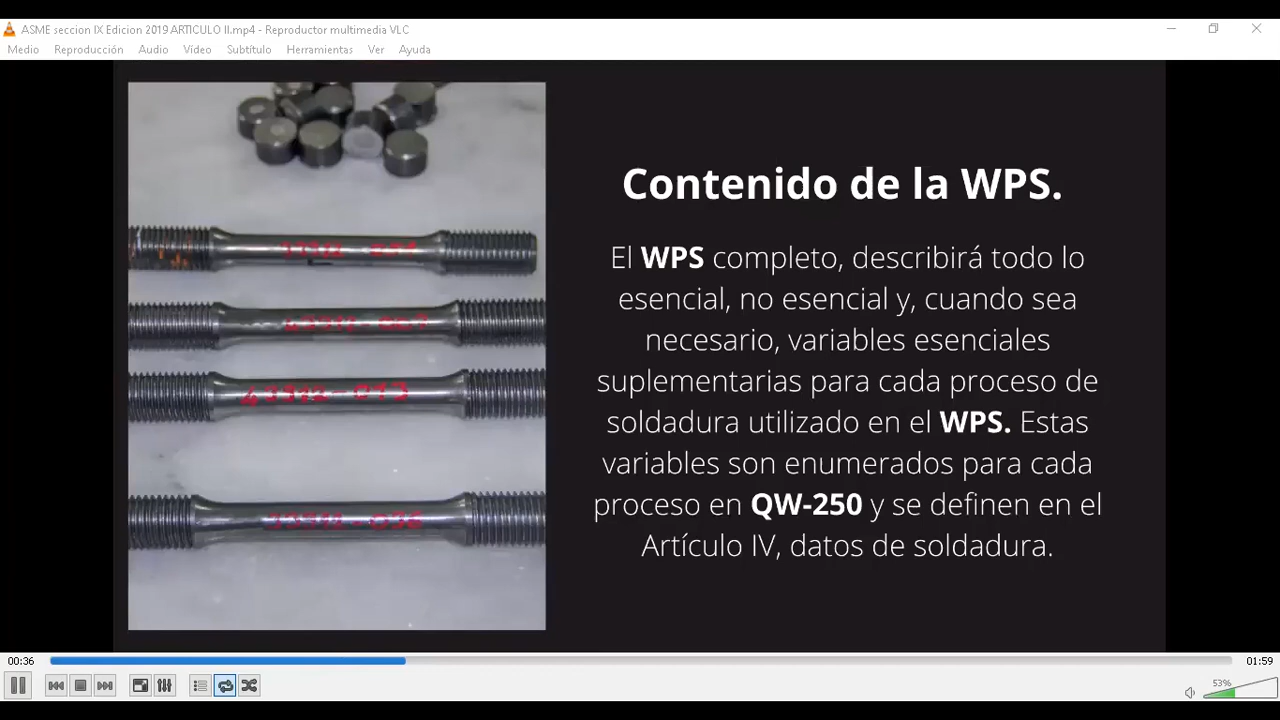 ASME seccion IX Edicion 2019 ARTICULO II.mp4 - Reproductor multimedia VLC
Medio Reproducción Audio Vídeo Subtítulo Herramientas Ver Ayuda
Contenido de la WPS.
El WPS completo, describirá todo lo
esencial, no esencial y, cuando sea
necesario, variables esenciales
suplementarias para cada proceso de
soldadura utilizado en el WPS. Estas
variables son enumerados para cada
proceso en QW-250 y se definen en el
Artículo IV, datos de soldadura.
43912-013
00:36 01:59
53%